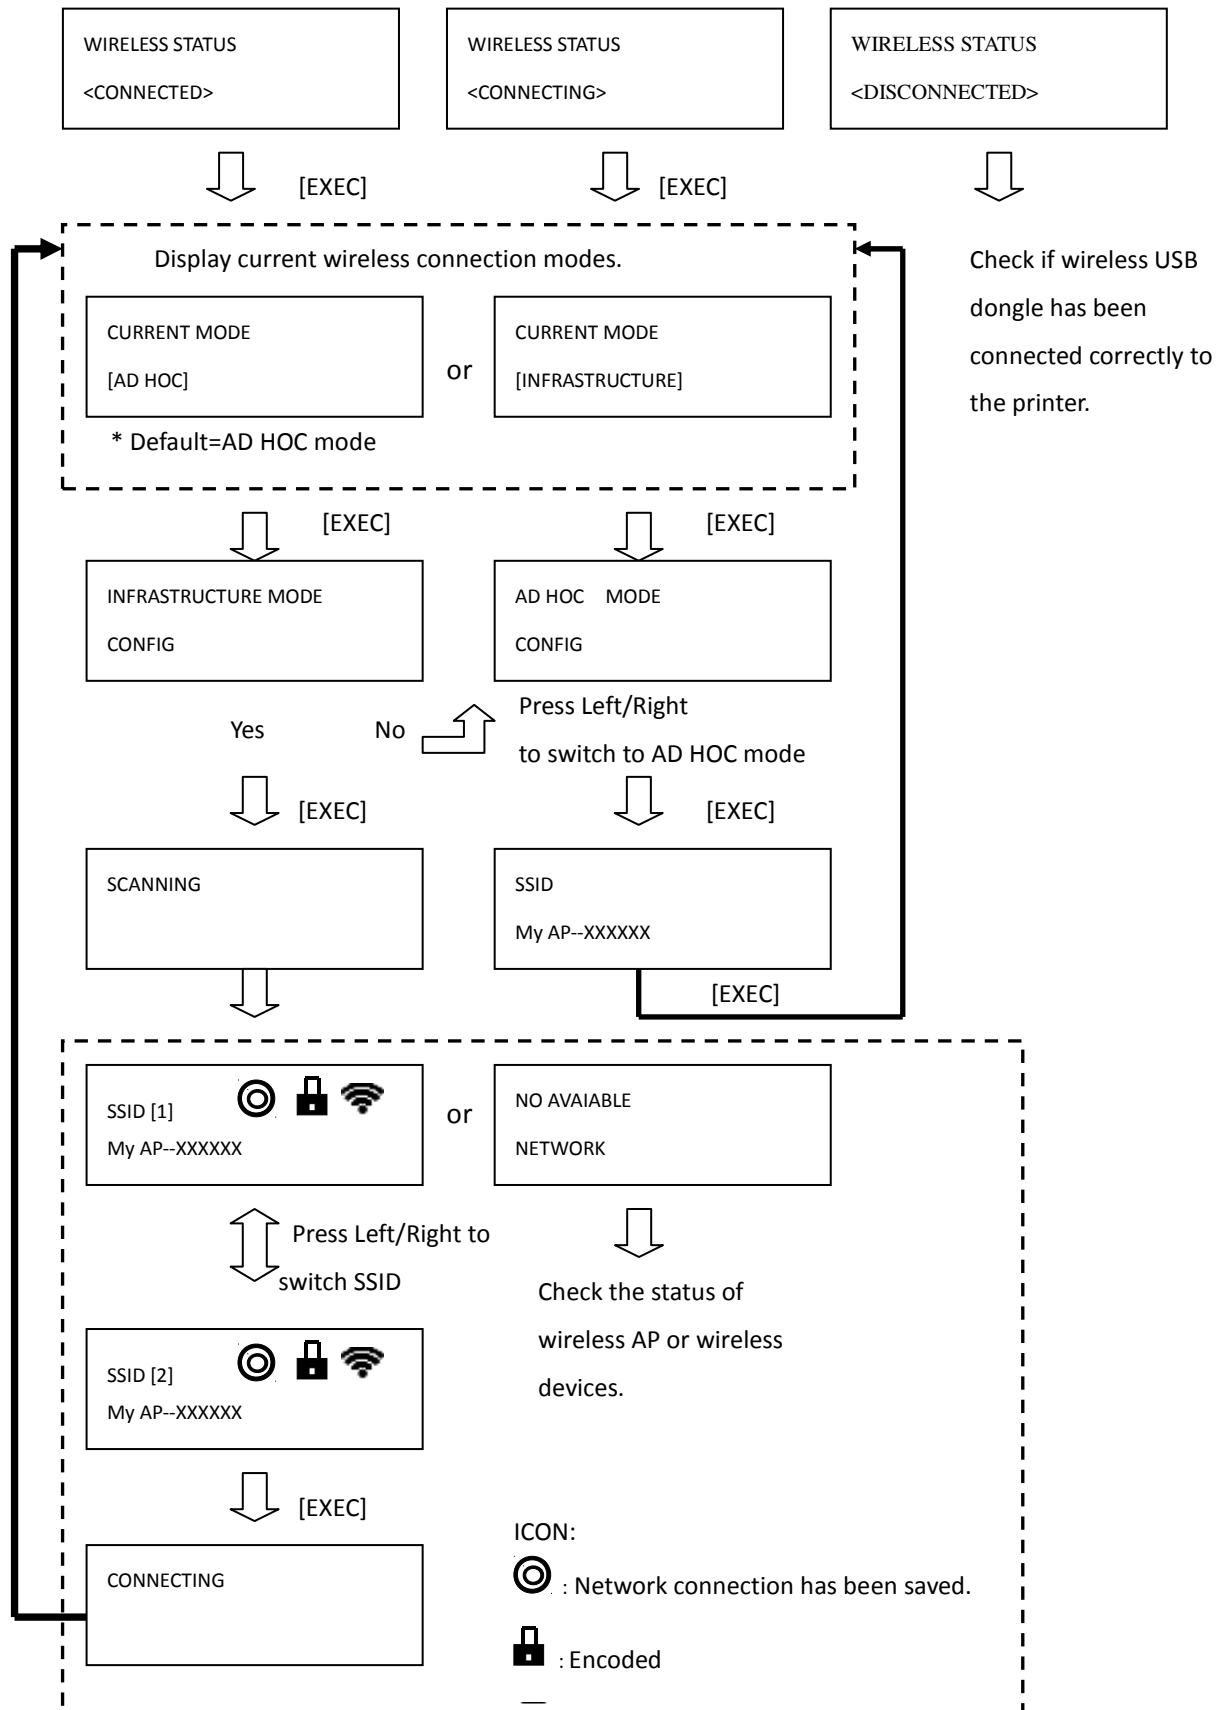 WIRELESS STATUS
<CONNECTED>
WIRELESS STATUS
<CONNECTING>
WIRELESS STATUS
<DISCONNECTED>
[EXEC]
[EXEC]
Display current wireless connection modes.
CURRENT MODE
[AD HOC]
or
CURRENT MODE
[INFRASTRUCTURE]
* Default=AD HOC mode
Check if wireless USB
dongle has been
connected correctly to
the printer.
[EXEC]
[EXEC]
INFRASTRUCTURE MODE
CONFIG
AD HOC MODE
CONFIG
Yes
No
Press Left/Right
to switch to AD HOC mode
[EXEC]
[EXEC]
SCANNING
SSID
My AP--XXXXXX
[EXEC]
SSID [1]
My AP--XXXXXX
or
NO AVAIABLE
NETWORK
Press Left/Right to
switch SSID
Check the status of
wireless AP or wireless
devices.
SSID [2]
My AP--XXXXXX
[EXEC]
CONNECTING
ICON:
: Network connection has been saved.
: Encoded